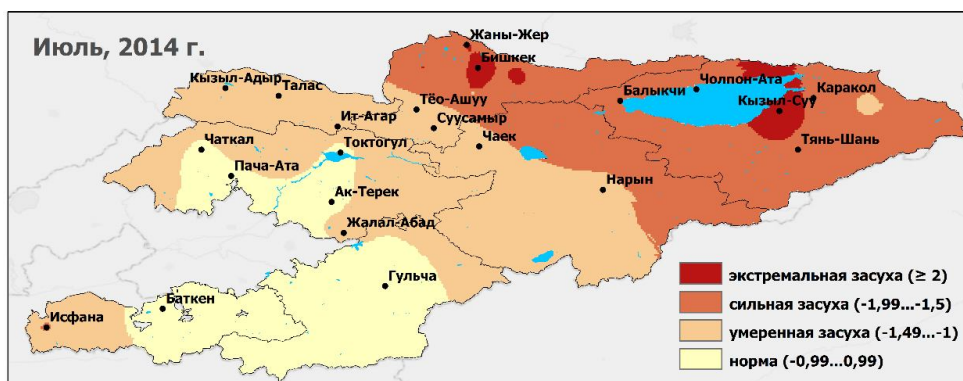 Июль, 2014 г.
Жаны-Жер
Бишкек
Кызыл-Адыр
Талас
Чолпон-Ата
Балыкчи
Каракол
Тёо-Ашуу
Кызыл-Суу
Ит-Агар
Суусамыр
Чаткал
Токтогул
Чаек
Тянь-Шань
Пача-Ата
Нарын
Ак-Терек
Жалал-Абад
Гульча
Баткен
Исфана
экстремальная засуха (≥ 2)
сильная засуха (-1,99...-1,5)
умеренная засуха (-1,49...-1)
норма (-0,99...0,99)